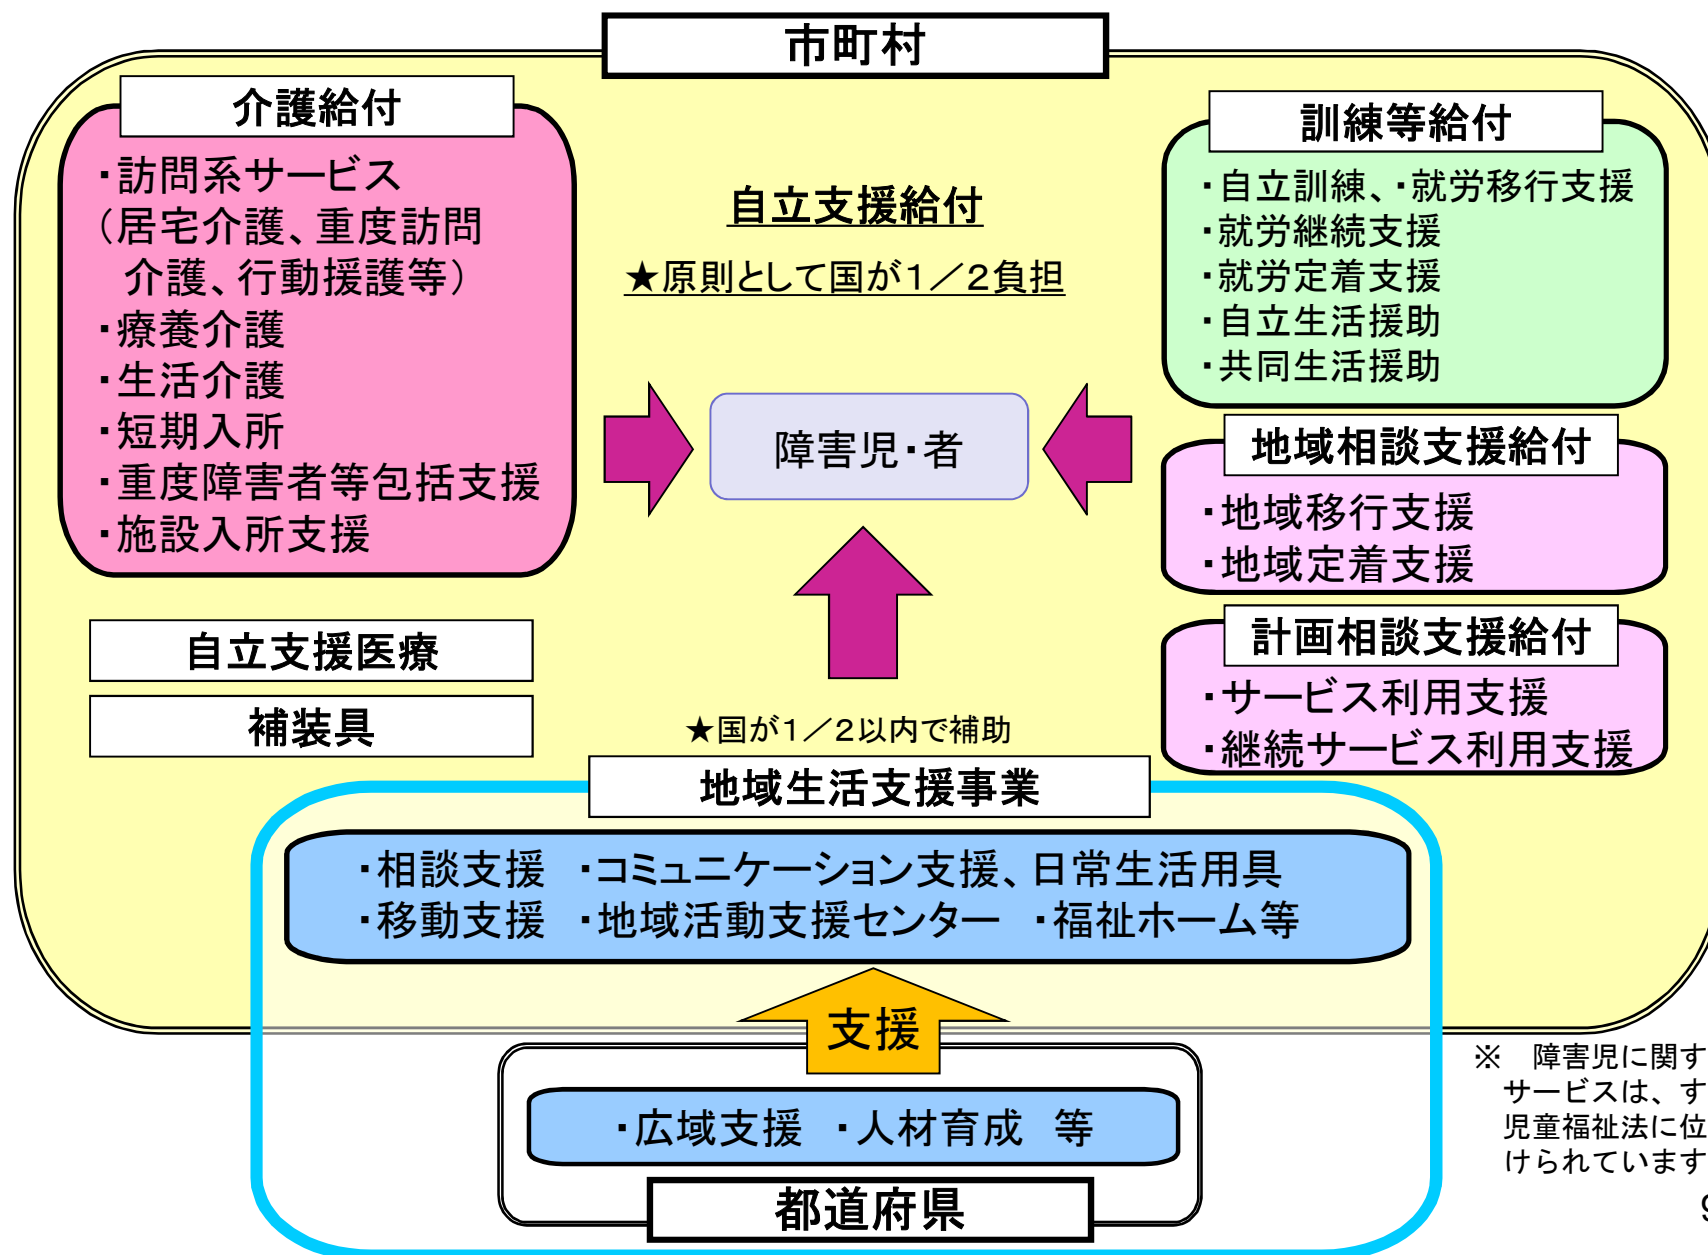 市町村
介護給付
・訪問系サービス
（居宅介護、重度訪問
介護、行動援護等）
・療養介護
・生活介護
・短期入所
・重度障害者等包括支援
・施設入所支援
自立支援医療
補装具
自立支援給付
★原則として国が１／２負担
障害児・者
訓練等給付
・自立訓練、・就労移行支援
・就労継続支援
・就労定着支援
・自立生活援助
・共同生活援助
地域相談支援給付
・地域移行支援
・地域定着支援
計画相談支援給付
・サービス利用支援
・継続サービス利用支援
★国が１／２以内で補助
地域生活支援事業
・相談支援　・コミュニケーション支援、日常生活用具
・移動支援　・地域活動支援センター　・福祉ホーム等
支援
・広域支援　・人材育成　等
都道府県
※　障害児に関す
サービスは、す
児童福祉法に位
けられています
9